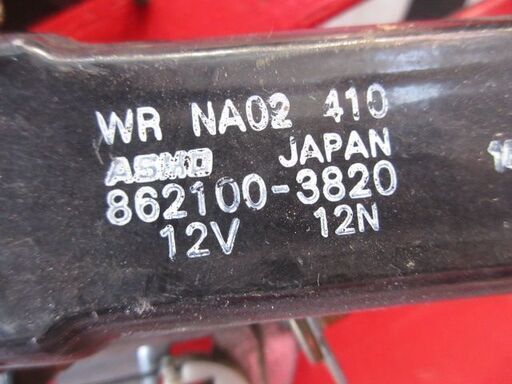 WR NA02 410
ASMO JAPAN
862100-3820
12V 12N